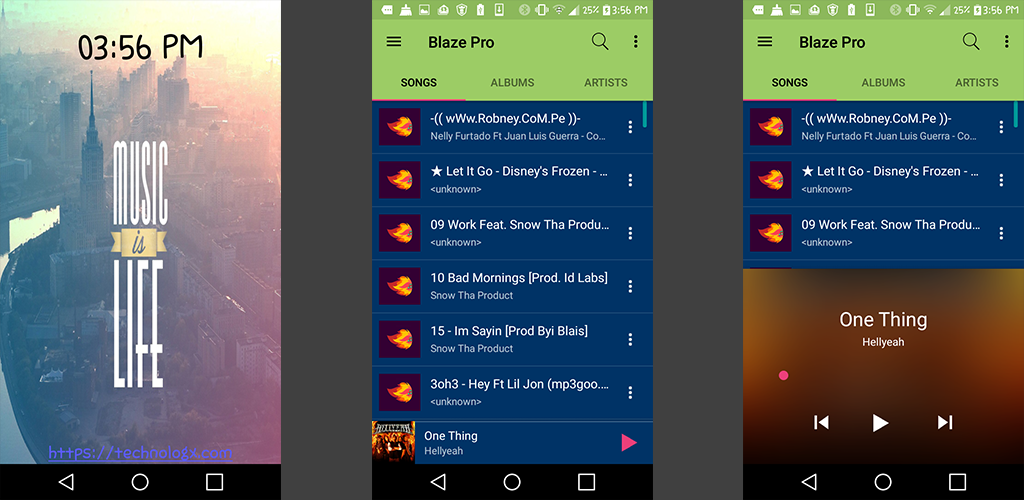 03:56 PM
MUSIC
is
LIFE
https://technologx.com
25% 3:56 PM
Blaze Pro
SONGS ALBUMS ARTISTS
-(( wWw.Robney.CoM.Pe ))-
Nelly Furtado Ft Juan Luis Guerra - Co...
★ Let It Go - Disney's Frozen - ...
<unknown>
09 Work Feat. Snow Tha Produ...
<unknown>
10 Bad Mornings [Prod. Id Labs]
Snow Tha Product
15 - Im Sayin [Prod Byi Blais]
Snow Tha Product
3oh3 - Hey Ft Lil Jon (mp3goo....
<unknown>
One Thing
Hellyeah
25% 3:56 PM
Blaze Pro
SONGS ALBUMS ARTISTS
-(( wWw.Robney.CoM.Pe ))-
Nelly Furtado Ft Juan Luis Guerra - Co...
★ Let It Go - Disney's Frozen - ...
<unknown>
09 Work Feat. Snow Tha Produ...
<unknown>
One Thing
Hellyeah